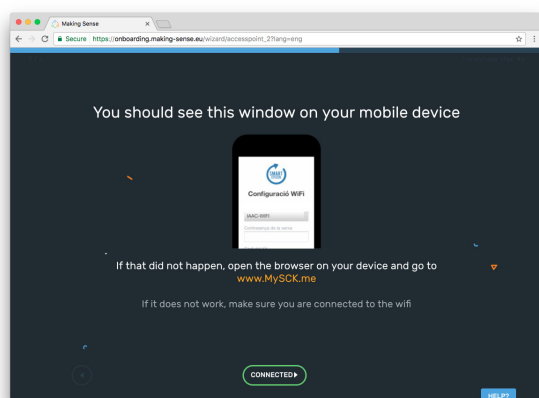 Making Sense
Secure https://onboarding.making-sense.eu/wizard/accesspoint_2?lang=eng
You should see this window on your mobile device
SMART
Configuració WiFi
IAAC-WIFI
Contrasenya de la xarxa
If that did not happen, open the browser on your device and go to
www.MySCK.me
If it does not work, make sure you are connected to the wifi
CONNECTED
HELP?